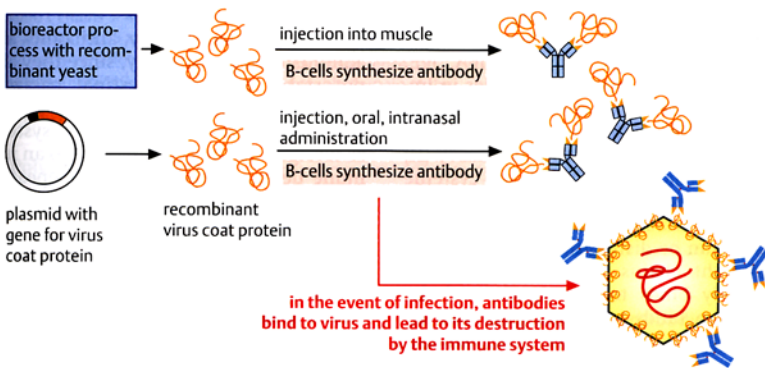 bioreactor pro-
cess with recom-
binant yeast
injection into muscle
B-cells synthesize antibody
injection, oral, intranasal
administration
B-cells synthesize antibody
plasmid with
gene for virus
coat protein
recombinant
virus coat protein
in the event of infection, antibodies
bind to virus and lead to its destruction
by the immune system